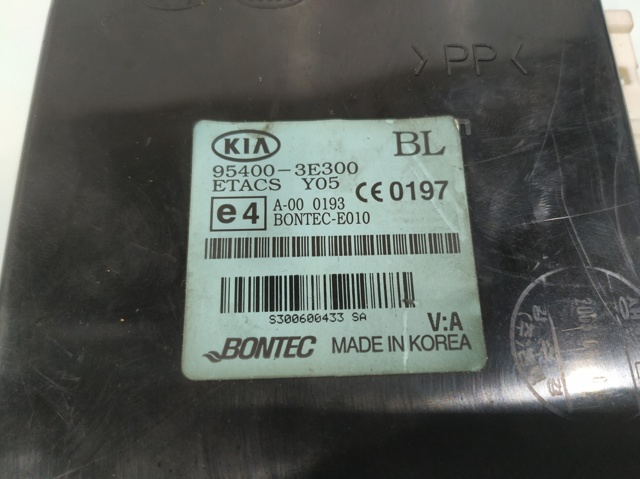 >PP<
KIA
BL
95400-3E300
ETACS Y05
CE 0197
e4
A-00 0193
BONTEC-E010
S300600433 SA
V:A
BONTEC MADE IN KOREA